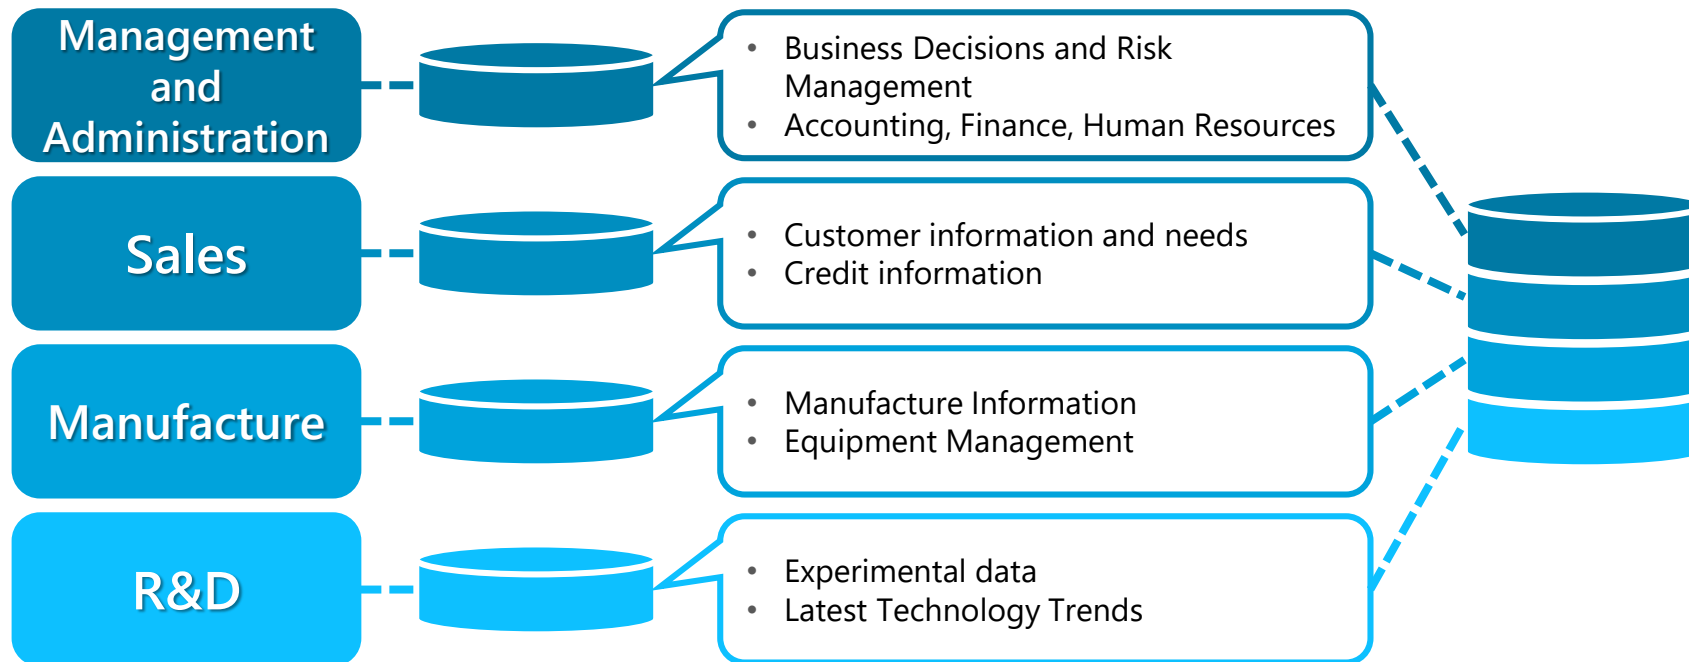 Management
and
Administration
• Business Decisions and Risk
Management
• Accounting, Finance, Human Resources
Sales
• Customer information and needs
• Credit information
Manufacture
• Manufacture Information
• Equipment Management
R&D
• Experimental data
• Latest Technology Trends